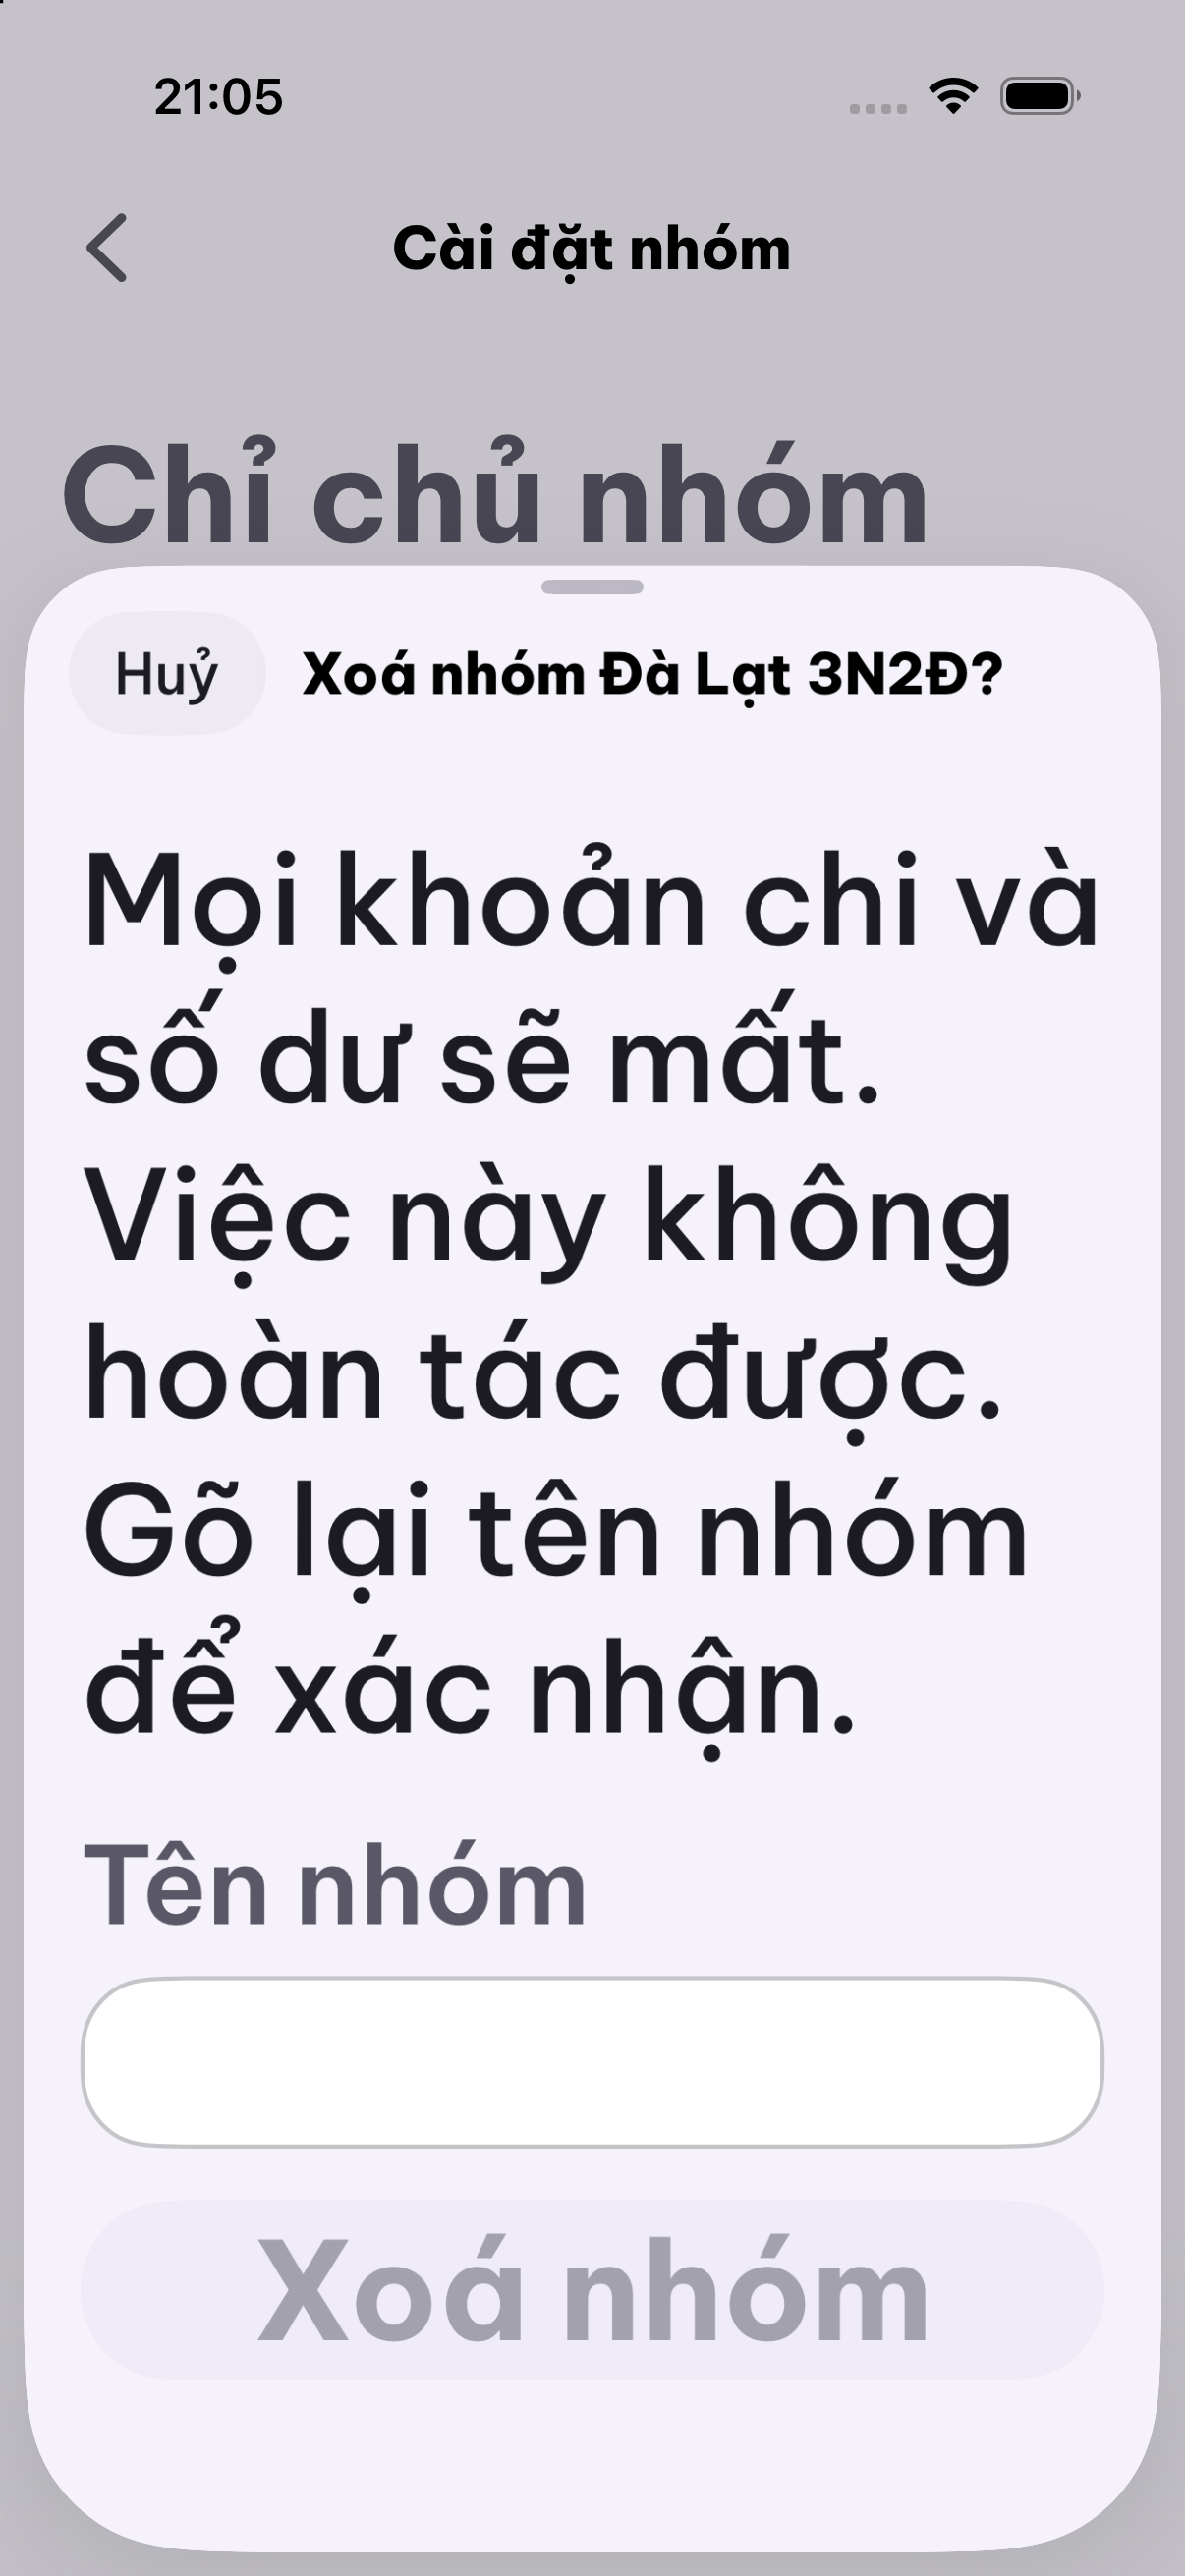 21:05
Cài đặt nhóm
Chỉ chủ nhóm
Huỷ
Xoá nhóm Đà Lạt 3N2Đ?
Mọi khoản chi và
số dư sẽ mất.
Việc này không
hoàn tác được.
Gõ lại tên nhóm
để xác nhận.
Tên nhóm
Xoá nhóm